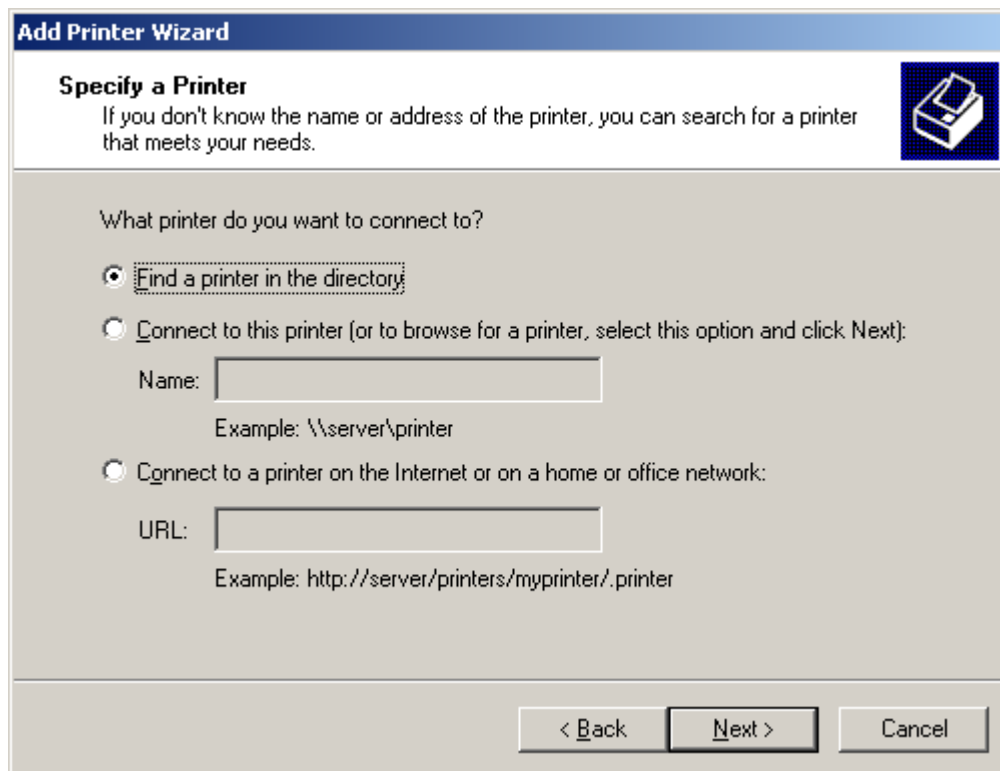 Add Printer Wizard
Specify a Printer
If you don't know the name or address of the printer, you can search for a printer
that meets your needs.
What printer do you want to connect to?
Find a printer in the directory
Connect to this printer (or to browse for a printer, select this option and click Next):
Name:
Example: \\server\printer
Connect to a printer on the Internet or on a home or office network:
URL:
Example: http://server/printers/myprinter/.printer
< Back Next > Cancel